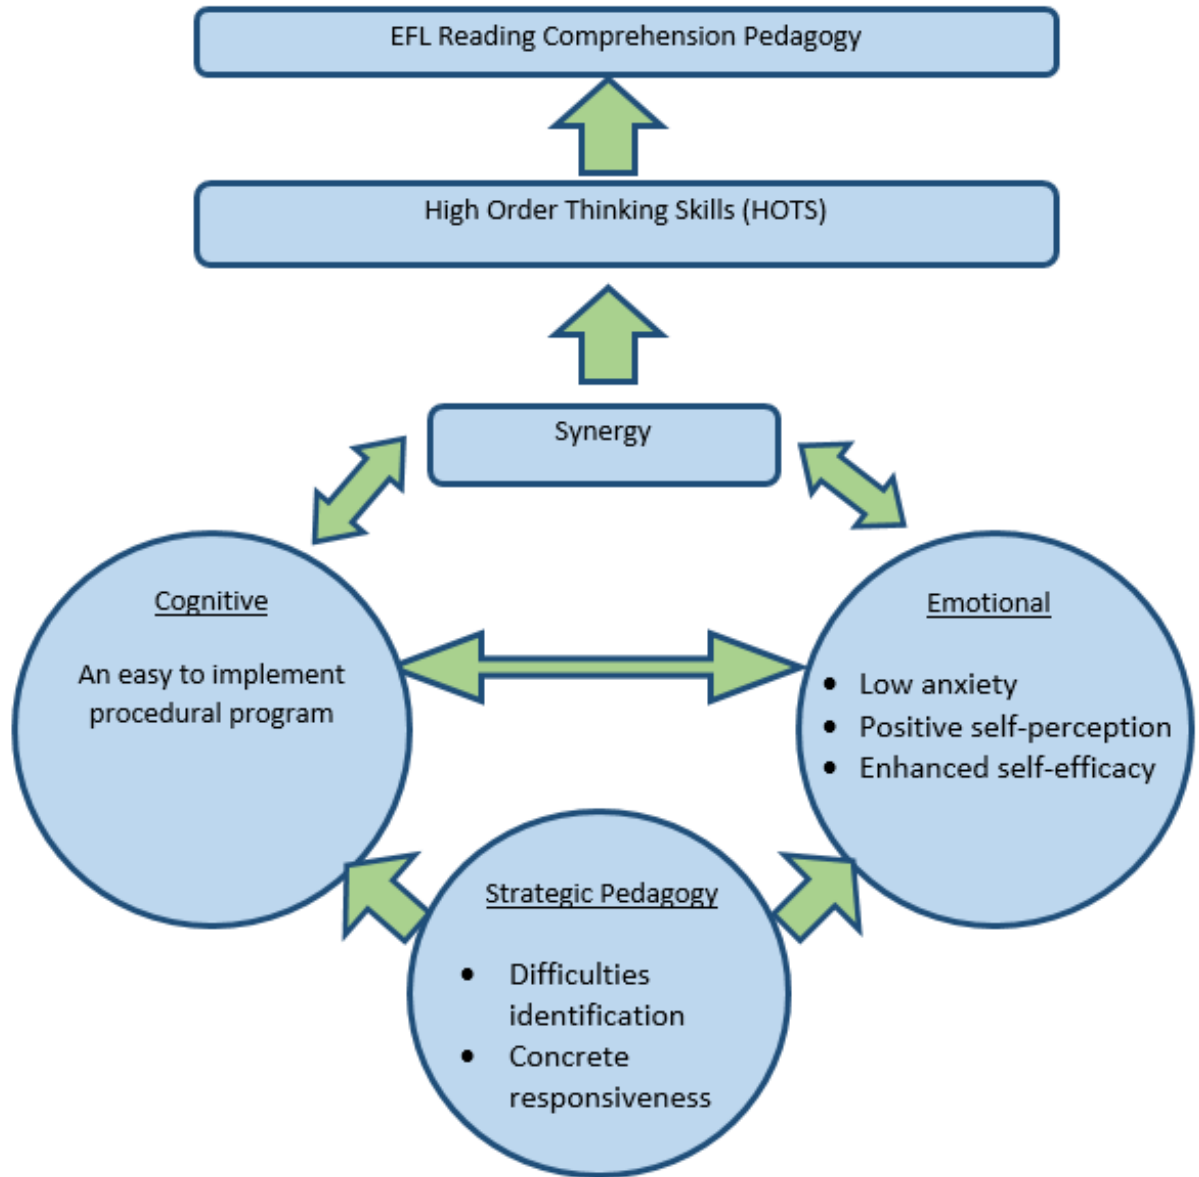 EFL Reading Comprehension Pedagogy
High Order Thinking Skills (HOTS)
Synergy
Cognitive
An easy to implement
procedural program
Emotional
• Low anxiety
• Positive self-perception
• Enhanced self-efficacy
Strategic Pedagogy
• Difficulties
identification
• Concrete
responsiveness